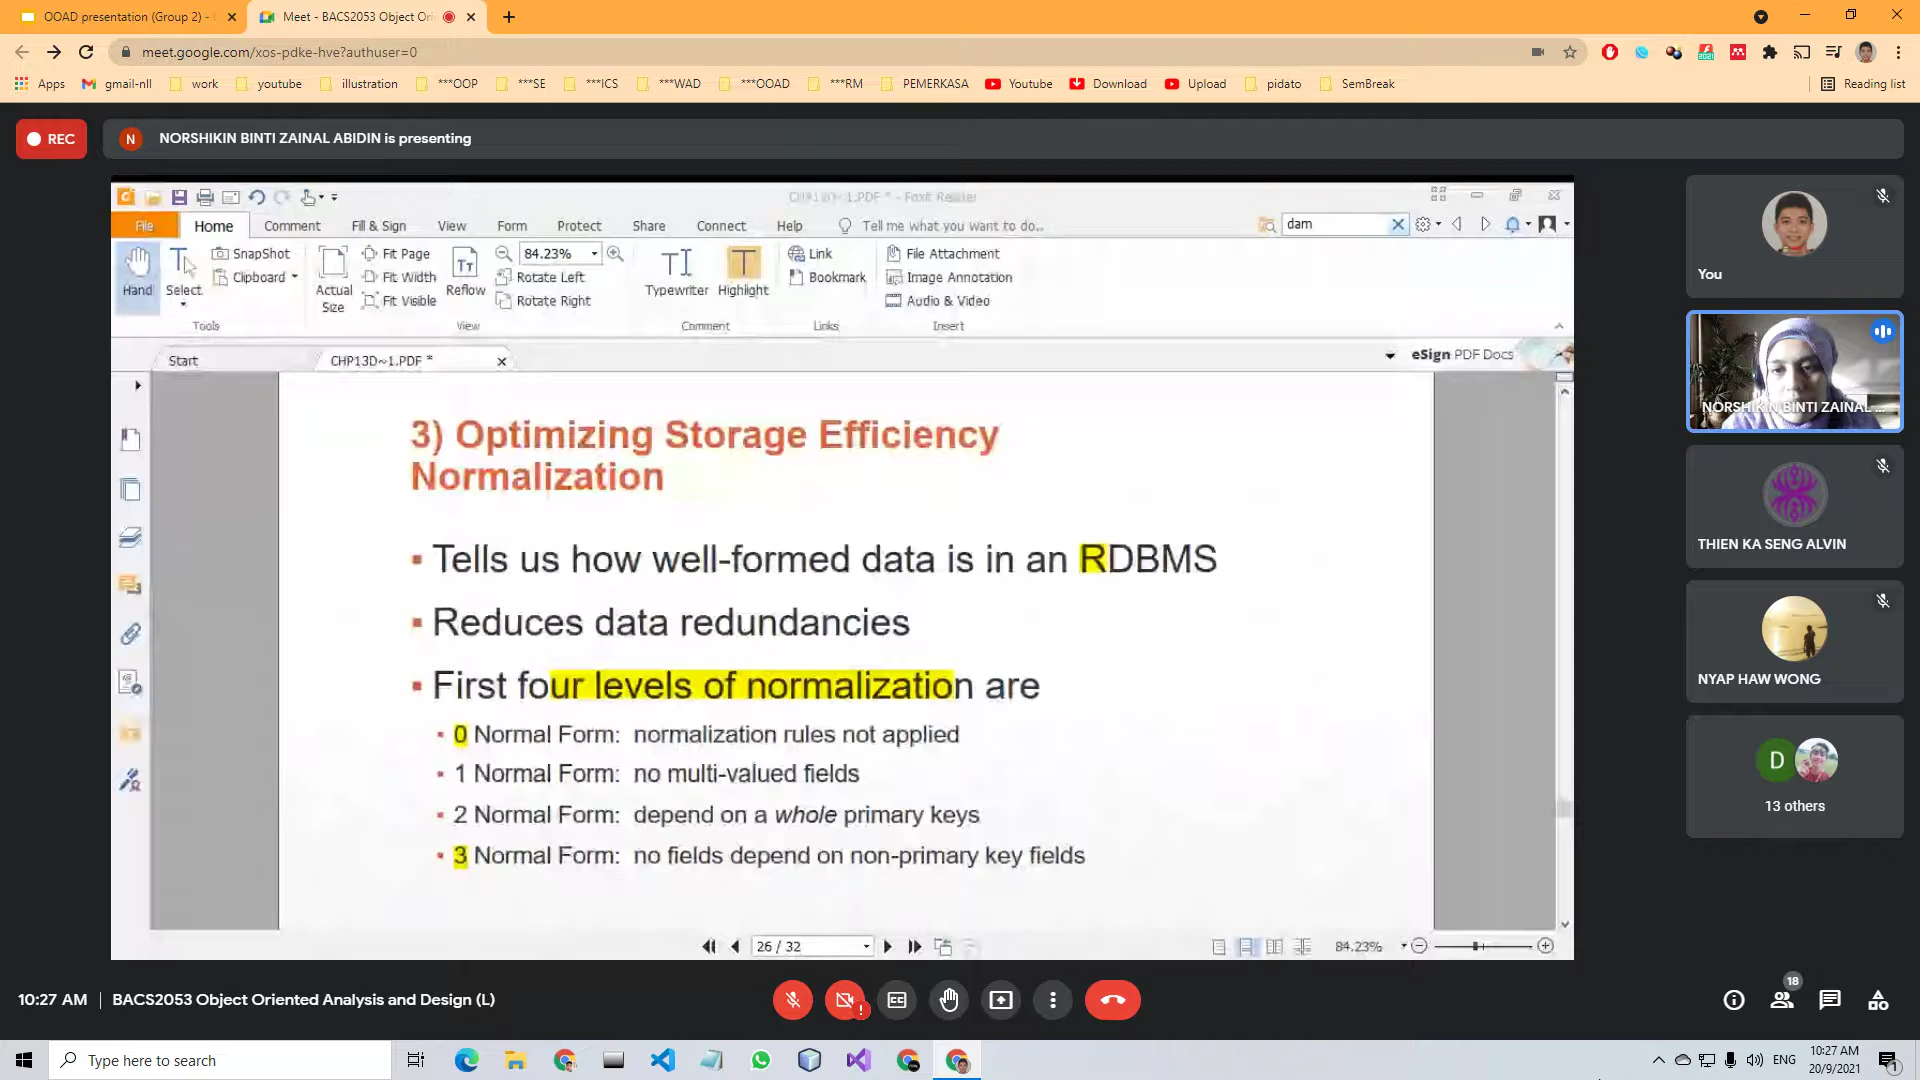 OOAD presentation (Group 2) -
Meet - BACS2053 Object Ori
meet.google.com/xos-pdke-hve?authuser=0
Apps
gmail-nll
work
youtube
illustration
***OOP
***SE
***ICS
***WAD
***OOAD
***RM
PEMERKASA
Youtube
Download
Upload
pidato
SemBreak
Reading list
REC
N
NORSHIKIN BINTI ZAINAL ABIDIN is presenting
CHP13D~1.PDF * - Foxit Reader
File
Home
Comment
Fill & Sign
View
Form
Protect
Share
Connect
Help
Tell me what you want to do..
dam
Hand
Select
SnapShot
Clipboard
Actual
Size
Fit Page
Fit Width
Fit Visible
Reflow
84.23%
Rotate Left
Rotate Right
Typewriter
Highlight
Link
Bookmark
File Attachment
Image Annotation
Audio & Video
Tools
View
Comment
Links
Insert
Start
CHP13D~1.PDF *
eSign PDF Docs
3) Optimizing Storage Efficiency
Normalization
▪ Tells us how well-formed data is in an RDBMS
▪ Reduces data redundancies
▪ First four levels of normalization are
▪ 0 Normal Form: normalization rules not applied
▪ 1 Normal Form: no multi-valued fields
▪ 2 Normal Form: depend on a whole primary keys
▪ 3 Normal Form: no fields depend on non-primary key fields
26 / 32
84.23%
You
NORSHIKIN BINTI ZAINAL ...
THIEN KA SENG ALVIN
NYAP HAW WONG
D
13 others
10:27 AM
BACS2053 Object Oriented Analysis and Design (L)
18
Type here to search
ENG
10:27 AM
20/9/2021
1